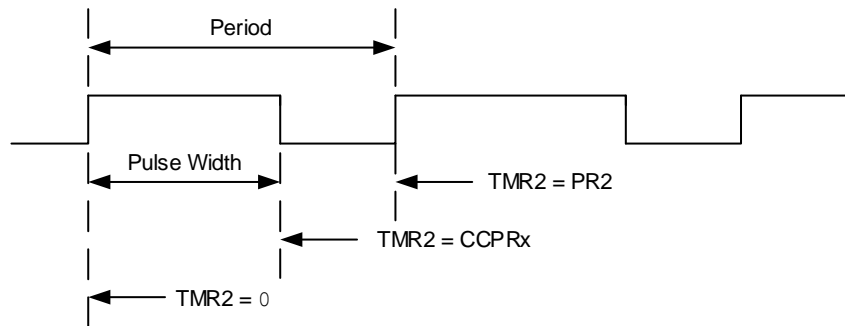 Period
Pulse Width
TMR2 = PR2
TMR2 = CCPRx
TMR2 = 0